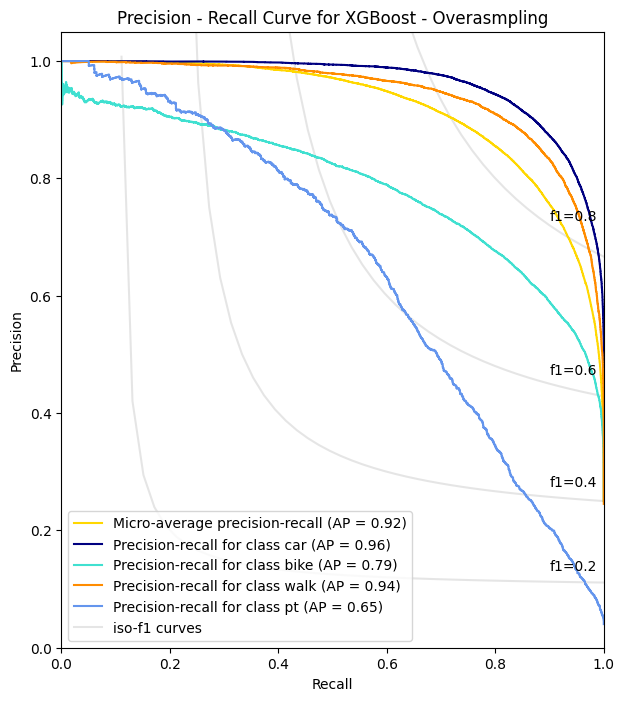 Precision - Recall Curve for XGBoost - Overasmpling
1.0
0.8
0.6
0.4
0.2
0.0
Precision
f1=0.8
f1=0.6
f1=0.4
f1=0.2
Micro-average precision-recall (AP = 0.92)
Precision-recall for class car (AP = 0.96)
Precision-recall for class bike (AP = 0.79)
Precision-recall for class walk (AP = 0.94)
Precision-recall for class pt (AP = 0.65)
iso-f1 curves
0.0 0.2 0.4 0.6 0.8 1.0
Recall